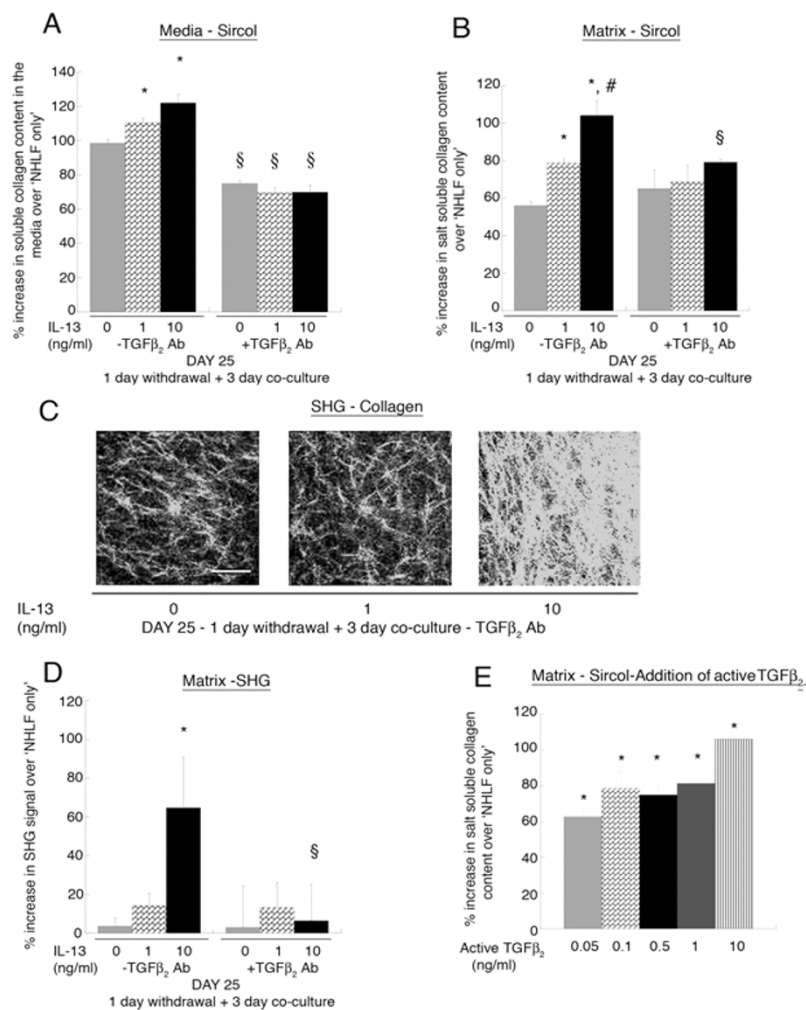 A
Media - Sircol
% increase in soluble collagen content in the
media over 'NHLF only'
140
120
100
80
60
40
20
0
*
*
§ § §
IL-13
(ng/ml)
0 1 10 0 1 10
-TGFβ2 Ab +TGFβ2 Ab
DAY 25
1 day withdrawal + 3 day co-culture
B
Matrix - Sircol
% increase in salt soluble collagen content
over 'NHLF only'
120
100
80
60
40
20
0
*
*, #
§
IL-13
(ng/ml)
0 1 10 0 1 10
-TGFβ2 Ab +TGFβ2 Ab
DAY 25
1 day withdrawal + 3 day co-culture
C
SHG - Collagen
IL-13
(ng/ml)
0 1 10
DAY 25 - 1 day withdrawal + 3 day co-culture - TGFβ2 Ab
D
Matrix -SHG
% increase in SHG signal over 'NHLF only'
120
100
80
60
40
20
0
*
§
IL-13
(ng/ml)
0 1 10 0 1 10
-TGFβ2 Ab +TGFβ2 Ab
DAY 25
1 day withdrawal + 3 day co-culture
E
Matrix - Sircol-Addition of active TGFβ2
% increase in salt soluble collagen
content over 'NHLF only'
120
100
80
60
40
20
0
* * * * *
Active TGFβ2
(ng/ml)
0.05 0.1 0.5 1 10